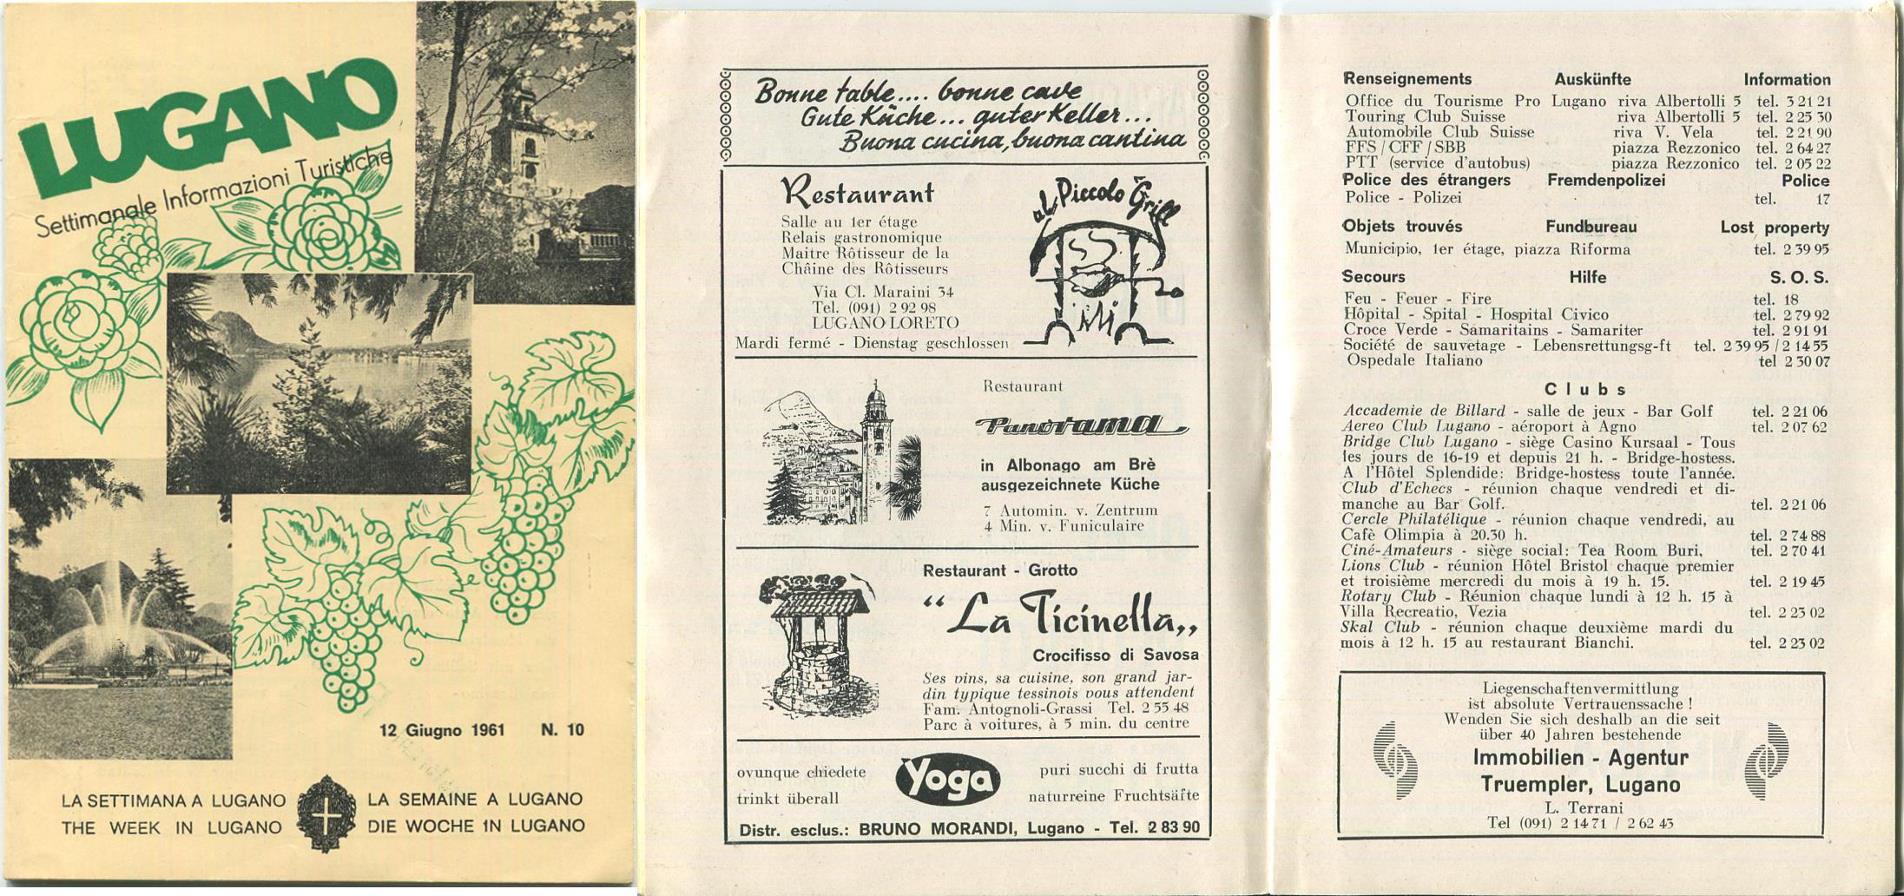 LUGANO
Settimanale Informazioni Turistiche
12 Giugno 1961 N. 10
LA SETTIMANA A LUGANO
THE WEEK IN LUGANO
LA SEMAINE A LUGANO
DIE WOCHE IN LUGANO
Bonne table.... bonne cave
Gute Küche... guter Keller...
Buona cucina, buona cantina
Restaurant
al Piccolo Grill
Salle au 1er étage
Relais gastronomique
Maitre Rôtisseur de la
Chaîne des Rôtisseurs
Via Cl. Maraini 34
Tel. (091) 2 92 98
LUGANO LORETO
Mardi fermé - Dienstag geschlossen
Restaurant
Panorama
in Albonago am Brè
ausgezeichnete Küche
7 Automin. v. Zentrum
4 Min. v. Funiculaire
Restaurant - Grotto
“La Ticinella„
Crocifisso di Savosa
Ses vins, sa cuisine, son grand jar-
din typique tessinois vous attendent
Fam. Antognoli-Grassi Tel. 2 55 48
Parc à voitures, à 5 min. du centre
ovunque chiedete
trinkt überall
Yoga
puri succhi di frutta
naturreine Fruchtsäfte
Distr. esclus.: BRUNO MORANDI, Lugano - Tel. 2 83 90
Renseignements Auskünfte Information
Office du Tourisme Pro Lugano riva Albertolli 5 tel. 3 21 21
Touring Club Suisse riva Albertolli 5 tel. 2 25 30
Automobile Club Suisse riva V. Vela tel. 2 21 90
FFS / CFF / SBB piazza Rezzonico tel. 2 64 27
PTT (service d'autobus) piazza Rezzonico tel. 2 05 22
Police des étrangers Fremdenpolizei Police
Police - Polizei tel. 17
Objets trouvés Fundbureau Lost property
Municipio, 1er étage, piazza Riforma tel. 2 39 95
Secours Hilfe S. O. S.
Feu - Feuer - Fire tel. 18
Hôpital - Spital - Hospital Civico tel. 2 79 92
Croce Verde - Samaritains - Samariter tel. 2 91 91
Société de sauvetage - Lebensrettungsg-ft tel. 2 39 95 / 2 14 55
Ospedale Italiano tel 2 30 07
Clubs
Accademie de Billard - salle de jeux - Bar Golf tel. 2 21 06
Aereo Club Lugano - aéroport à Agno tel. 2 07 62
Bridge Club Lugano - siège Casino Kursaal - Tous
les jours de 16-19 et depuis 21 h. - Bridge-hostess.
A l'Hôtel Splendide: Bridge-hostess toute l'année.
Club d'Echecs - réunion chaque vendredi et di-
manche au Bar Golf. tel. 2 21 06
Cercle Philatélique - réunion chaque vendredi, au
Cafè Olimpia à 20.30 h. tel. 2 74 88
Ciné-Amateurs - siège social: Tea Room Buri. tel. 2 70 41
Lions Club - réunion Hôtel Bristol chaque premier
et troisième mercredi du mois à 19 h. 15. tel. 2 19 45
Rotary Club - Réunion chaque lundi à 12 h. 15 à
Villa Recreatio, Vezia tel. 2 23 02
Skal Club - réunion chaque deuxième mardi du
mois à 12 h. 15 au restaurant Bianchi. tel. 2 23 02
Liegenschaftenvermittlung
ist absolute Vertrauenssache !
Wenden Sie sich deshalb an die seit
über 40 Jahren bestehende
Immobilien - Agentur
Truempler, Lugano
L. Terrani
Tel (091) 2 14 71 / 2 62 43